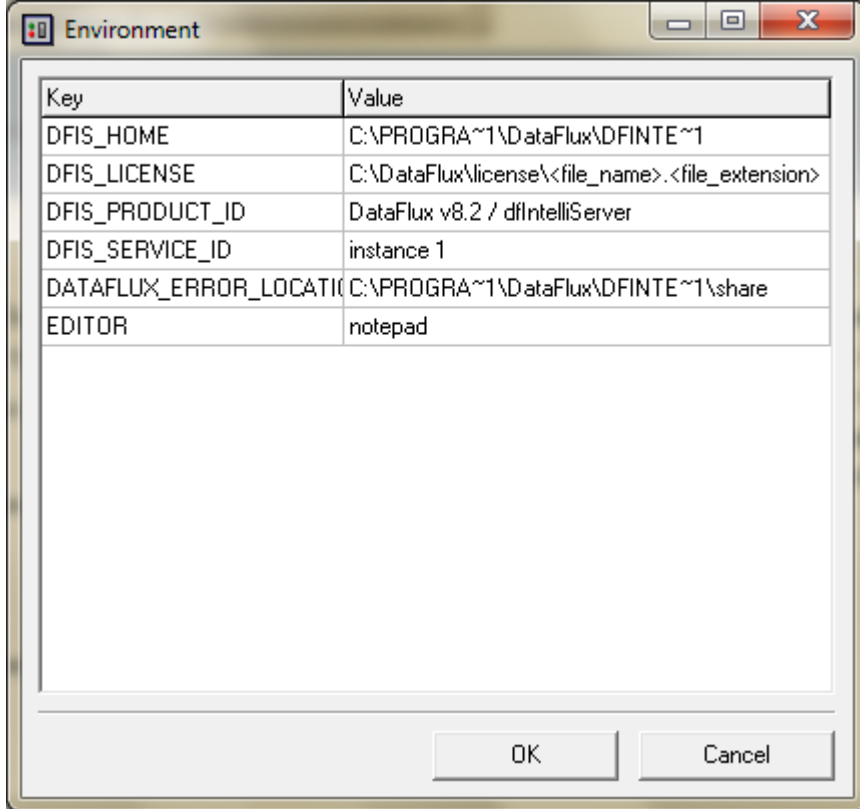 Environment
Key Value
DFIS_HOME C:\PROGRA~1\DataFlux\DFINTE~1
DFIS_LICENSE C:\DataFlux\license\<file_name>.<file_extension>
DFIS_PRODUCT_ID DataFlux v8.2 / dfIntelliServer
DFIS_SERVICE_ID instance 1
DATAFLUX_ERROR_LOCATI C:\PROGRA~1\DataFlux\DFINTE~1\share
EDITOR notepad
OK Cancel